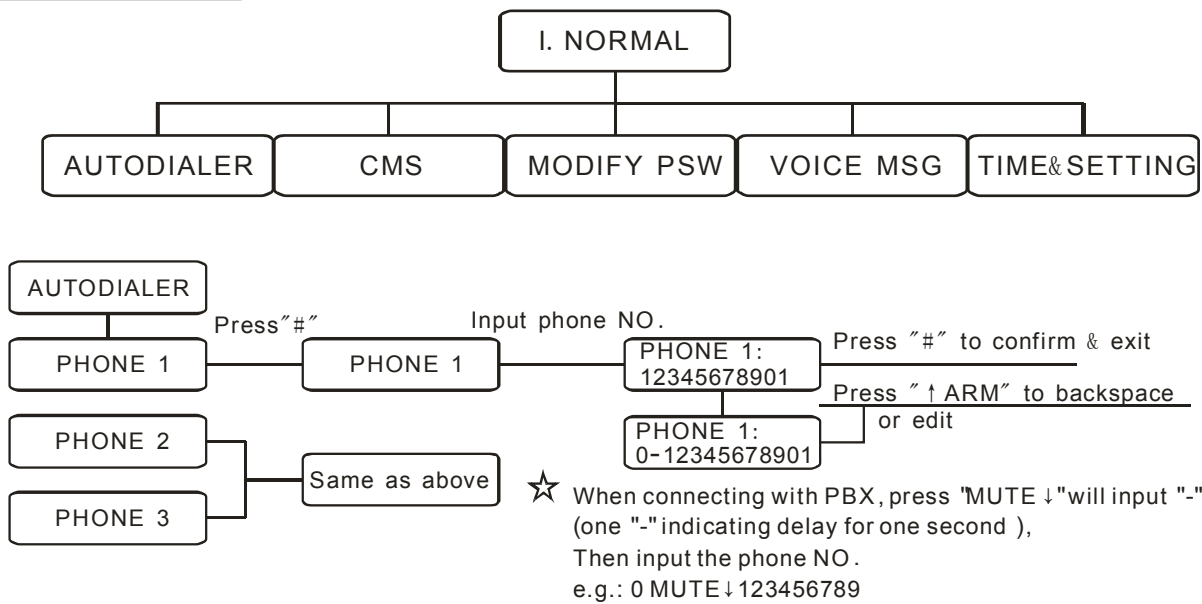 I. NORMAL
AUTODIALER
CMS
MODIFY PSW
VOICE MSG
TIME&SETTING
AUTODIALER
PHONE 1
Press"#"
PHONE 1
Input phone NO.
PHONE 1:
12345678901
Press "#" to confirm & exit
Press "↑ARM" to backspace
or edit
PHONE 1:
0-12345678901
PHONE 2
PHONE 3
Same as above
☆ When connecting with PBX, press "MUTE ↓" will input "-"
(one "-" indicating delay for one second ),
Then input the phone NO.
e.g.: 0 MUTE↓123456789